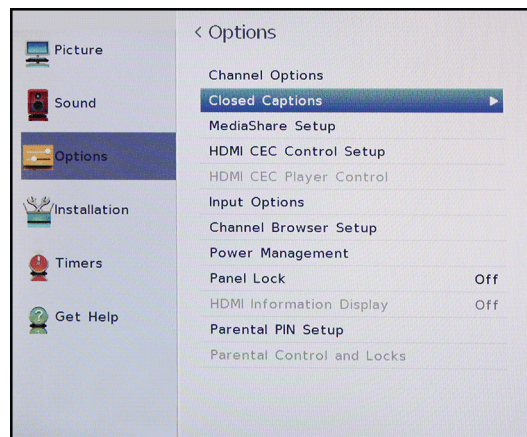 Picture
Sound
Options
Installation
Timers
Get Help
< Options
Channel Options
Closed Captions
MediaShare Setup
HDMI CEC Control Setup
HDMI CEC Player Control
Input Options
Channel Browser Setup
Power Management
Panel Lock Off
HDMI Information Display Off
Parental PIN Setup
Parental Control and Locks